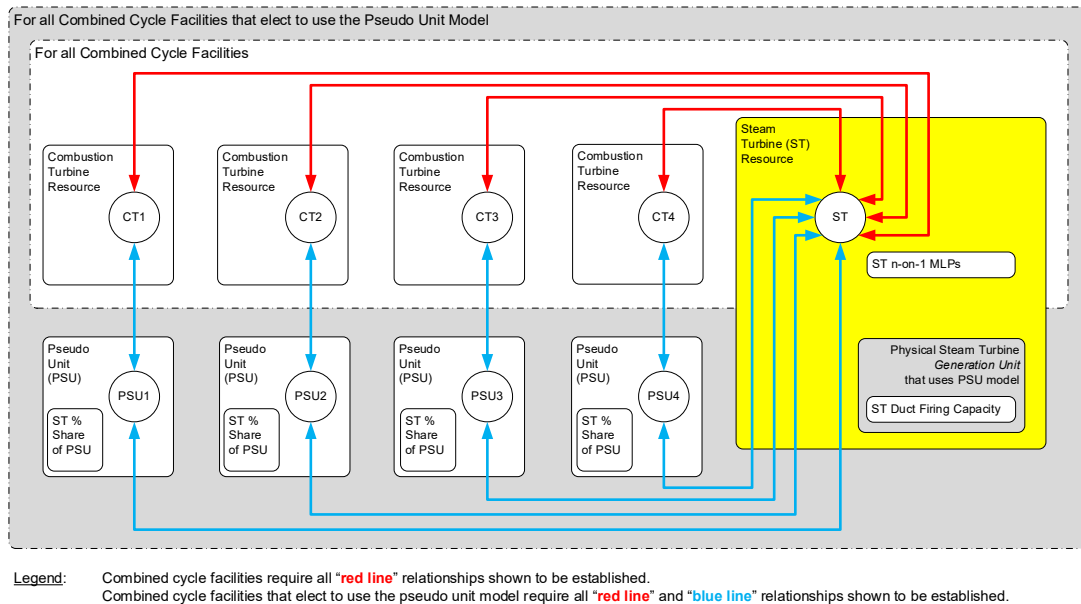 For all Combined Cycle Facilities that elect to use the Pseudo Unit Model
For all Combined Cycle Facilities
Combustion
Turbine
Resource
CT1
Combustion
Turbine
Resource
CT2
Combustion
Turbine
Resource
CT3
Combustion
Turbine
Resource
CT4
Steam
Turbine (ST)
Resource
ST
ST n-on-1 MLPs
Pseudo
Unit
(PSU)
PSU1
ST %
Share
of PSU
Pseudo
Unit
(PSU)
PSU2
ST %
Share
of PSU
Pseudo
Unit
(PSU)
PSU3
ST %
Share
of PSU
Pseudo
Unit
(PSU)
PSU4
ST %
Share
of PSU
Physical Steam Turbine
Generation Unit
that uses PSU model
ST Duct Firing Capacity
Legend: Combined cycle facilities require all “red line” relationships shown to be established.
Combined cycle facilities that elect to use the pseudo unit model require all “red line” and “blue line” relationships shown to be established.